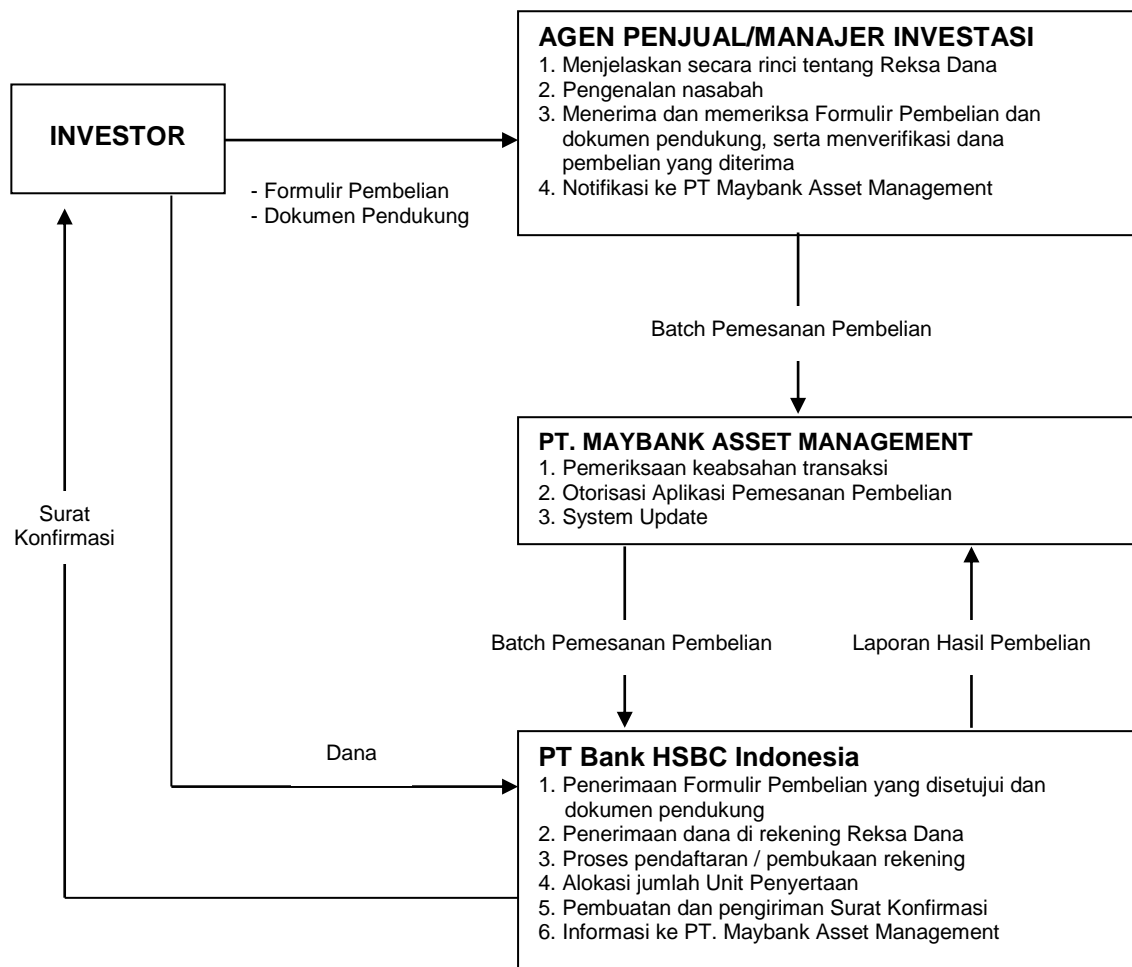 AGEN PENJUAL/MANAJER INVESTASI
1. Menjelaskan secara rinci tentang Reksa Dana
2. Pengenalan nasabah
3. Menerima dan memeriksa Formulir Pembelian dan
dokumen pendukung, serta menverifikasi dana
pembelian yang diterima
4. Notifikasi ke PT Maybank Asset Management
INVESTOR
- Formulir Pembelian
- Dokumen Pendukung
Batch Pemesanan Pembelian
PT. MAYBANK ASSET MANAGEMENT
1. Pemeriksaan keabsahan transaksi
2. Otorisasi Aplikasi Pemesanan Pembelian
3. System Update
Surat
Konfirmasi
Batch Pemesanan Pembelian
Laporan Hasil Pembelian
Dana
PT Bank HSBC Indonesia
1. Penerimaan Formulir Pembelian yang disetujui dan
dokumen pendukung
2. Penerimaan dana di rekening Reksa Dana
3. Proses pendaftaran / pembukaan rekening
4. Alokasi jumlah Unit Penyertaan
5. Pembuatan dan pengiriman Surat Konfirmasi
6. Informasi ke PT. Maybank Asset Management